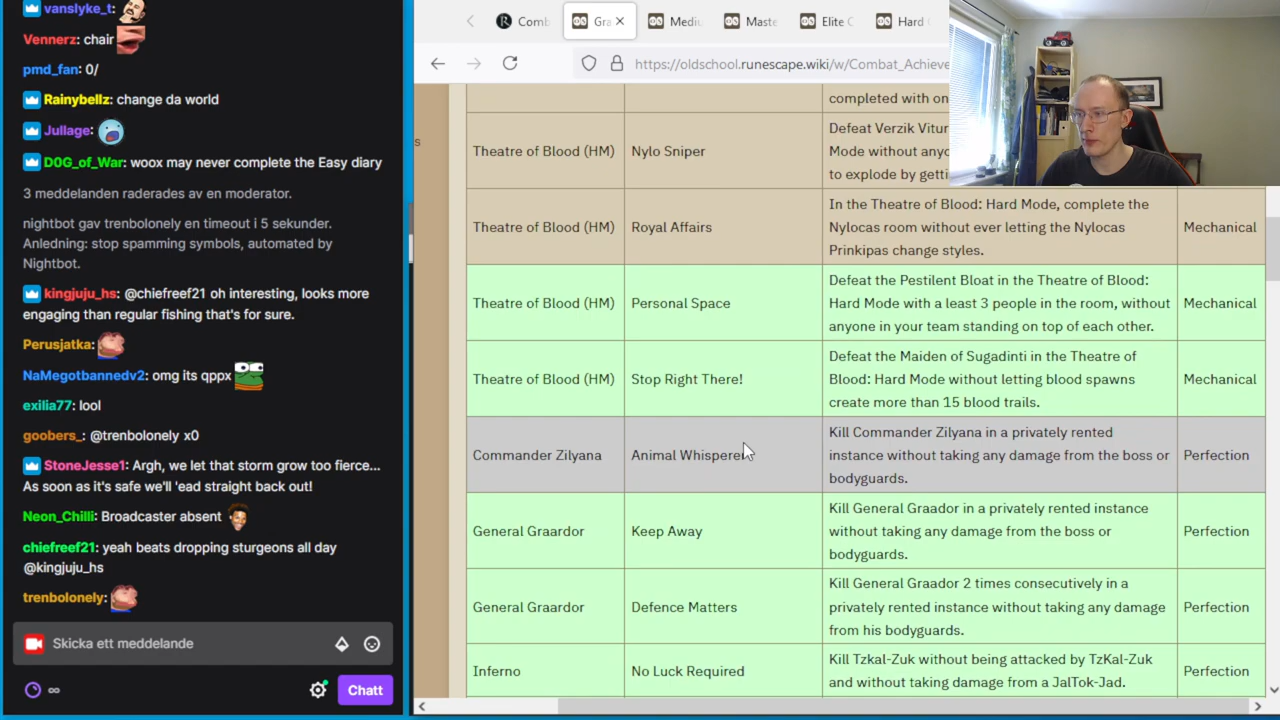 vanslyke_t:
Vennerz: chair
pmd_fan: 0/
Rainybellz: change da world
Jullage:
D0G_of_War: woox may never complete the Easy diary
3 meddelanden raderades av en moderator.
nightbot gav trenbolonely en timeout i 5 sekunder.
Anledning: stop spamming symbols, automated by
Nightbot.
kingjuju_hs: @chiefreef21 oh interesting, looks more
engaging than regular fishing that's for sure.
Perusjatka:
NaMegotbannedv2: omg its qppx
exilia77: lool
goobers_: @trenbolonely x0
StoneJesse1: Argh, we let that storm grow too fierce...
As soon as it's safe we'll 'ead straight back out!
Neon_Chilli: Broadcaster absent
chiefreef21: yeah beats dropping sturgeons all day
@kingjuju_hs
trenbolonely:
Skicka ett meddelande
∞
Chatt
Comb
Gra
Mediu
Maste
Elite C
Hard
https://oldschool.runescape.wiki/w/Combat_Achieve
s
completed with on
Theatre of Blood (HM) Nylo Sniper
Defeat Verzik Vitur
Mode without anyo
to explode by getti
Theatre of Blood (HM) Royal Affairs
In the Theatre of Blood: Hard Mode, complete the
Nylocas room without ever letting the Nylocas
Prinkipas change styles.
Mechanical
Theatre of Blood (HM) Personal Space
Defeat the Pestilent Bloat in the Theatre of Blood:
Hard Mode with a least 3 people in the room, without
anyone in your team standing on top of each other.
Mechanical
Theatre of Blood (HM) Stop Right There!
Defeat the Maiden of Sugadinti in the Theatre of
Blood: Hard Mode without letting blood spawns
create more than 15 blood trails.
Mechanical
Commander Zilyana Animal Whisperer
Kill Commander Zilyana in a privately rented
instance without taking any damage from the boss or
bodyguards.
Perfection
General Graardor Keep Away
Kill General Graador in a privately rented instance
without taking any damage from the boss or
bodyguards.
Perfection
General Graardor Defence Matters
Kill General Graador 2 times consecutively in a
privately rented instance without taking any damage
from his bodyguards.
Perfection
Inferno No Luck Required
Kill Tzkal-Zuk without being attacked by TzKal-Zuk
and without taking damage from a JalTok-Jad.
Perfection